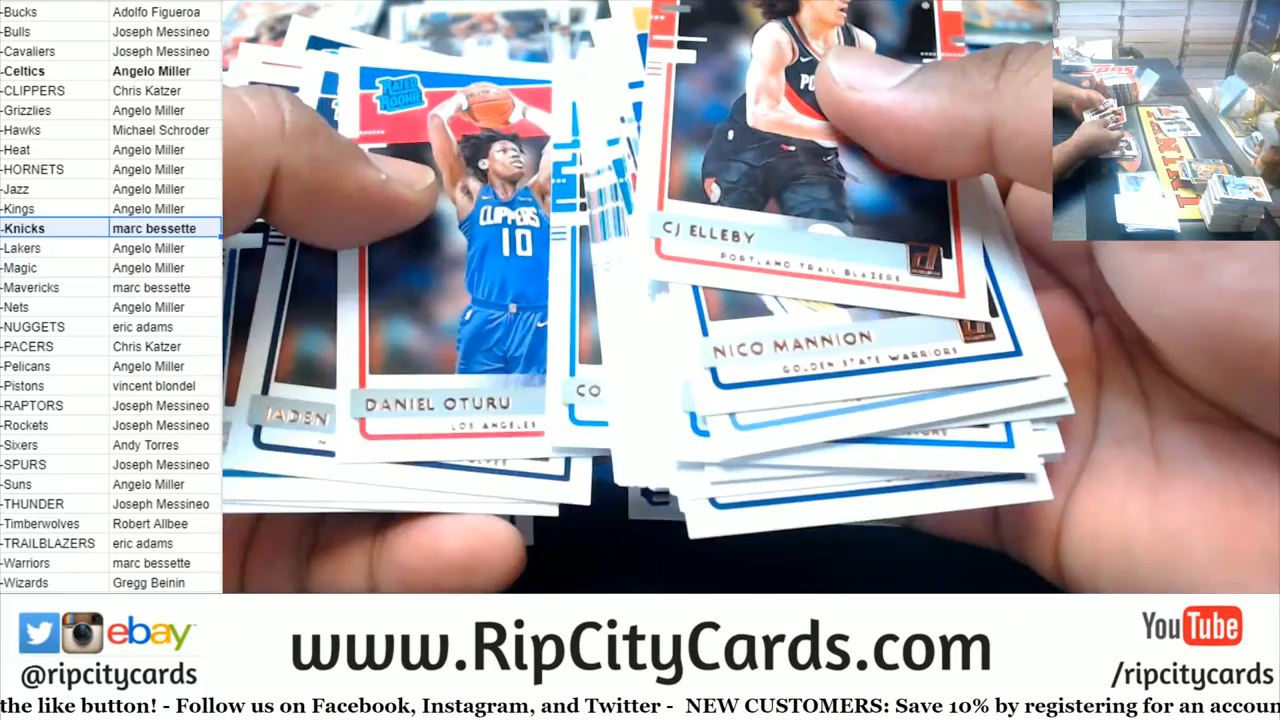 -Bucks Adolfo Figueroa
-Bulls Joseph Messineo
-Cavaliers Joseph Messineo
-Celtics Angelo Miller
-CLIPPERS Chris Katzer
-Grizzlies Angelo Miller
-Hawks Michael Schroder
-Heat Angelo Miller
-HORNETS Angelo Miller
-Jazz Angelo Miller
-Kings Angelo Miller
-Knicks marc bessette
-Lakers Angelo Miller
-Magic Angelo Miller
-Mavericks marc bessette
-Nets Angelo Miller
-NUGGETS eric adams
-PACERS Chris Katzer
-Pelicans Angelo Miller
-Pistons vincent blondel
-RAPTORS Joseph Messineo
-Rockets Joseph Messineo
-Sixers Andy Torres
-SPURS Joseph Messineo
-Suns Angelo Miller
-THUNDER Joseph Messineo
-Timberwolves Robert Allbee
-TRAILBLAZERS eric adams
-Warriors marc bessette
-Wizards Gregg Beinin
RATED
ROOKIE
CLIPPERS
10
JADEN
DANIEL OTURU
LOS ANGELES
CO
PO
CJ ELLEBY
PORTLAND TRAIL BLAZERS
NICO MANNION
GOLDEN STATE WARRIORS
ebay
@ripcitycards
www.RipCityCards.com
YouTube
/ripcitycards
the like button! - Follow us on Facebook, Instagram, and Twitter - NEW CUSTOMERS: Save 10% by registering for an accoun